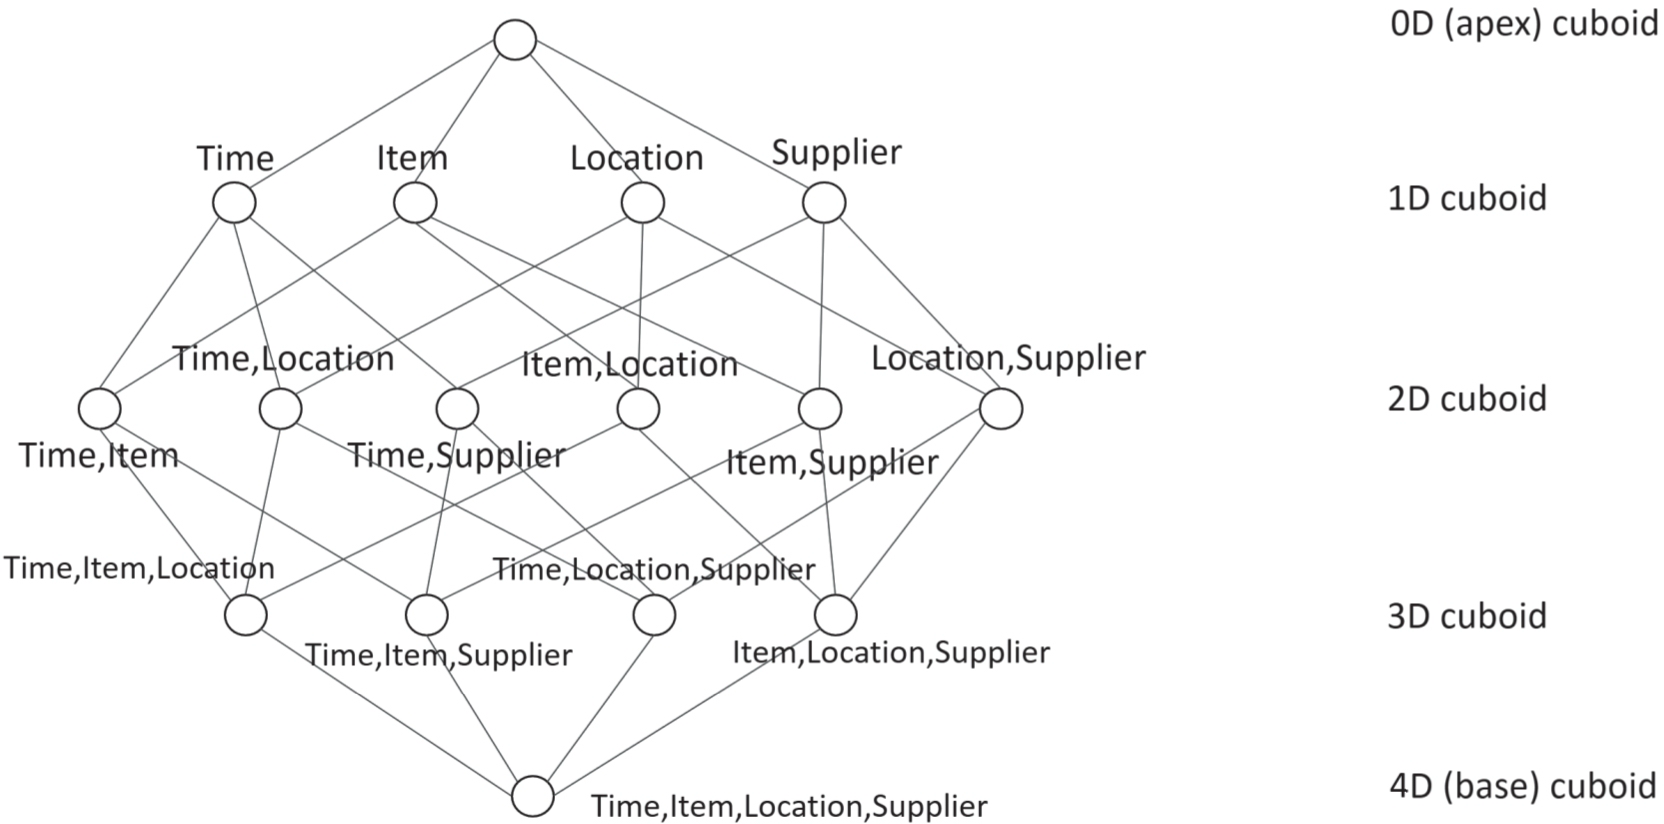 0D (apex) cuboid
Time
Item
Location
Supplier
1D cuboid
Time,Location
Item,Location
Location,Supplier
2D cuboid
Time,Item
Time,Supplier
Item,Supplier
Time,Item,Location
Time,Location,Supplier
3D cuboid
Time,Item,Supplier
Item,Location,Supplier
4D (base) cuboid
Time,Item,Location,Supplier